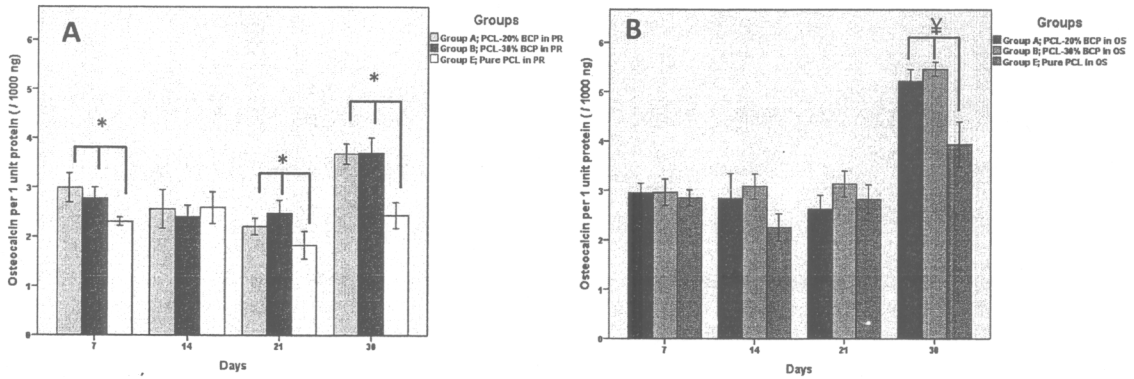 A
Groups
Group A; PCL-20% BCP in PR
Group B; PCL-30% BCP in PR
Group E; Pure PCL in PR
Osteocalcin per 1 unit protein ( / 1000 ng)
6
5
4
3
2
1
0
*
*
*
7 14 21 30
Days
B
Groups
Group A; PCL-20% BCP in OS
Group B; PCL-30% BCP in OS
Group E; Pure PCL in OS
Osteocalcin per 1 unit protein ( / 1000 ng)
6
5
4
3
2
1
0
¥
7 14 21 30
Days